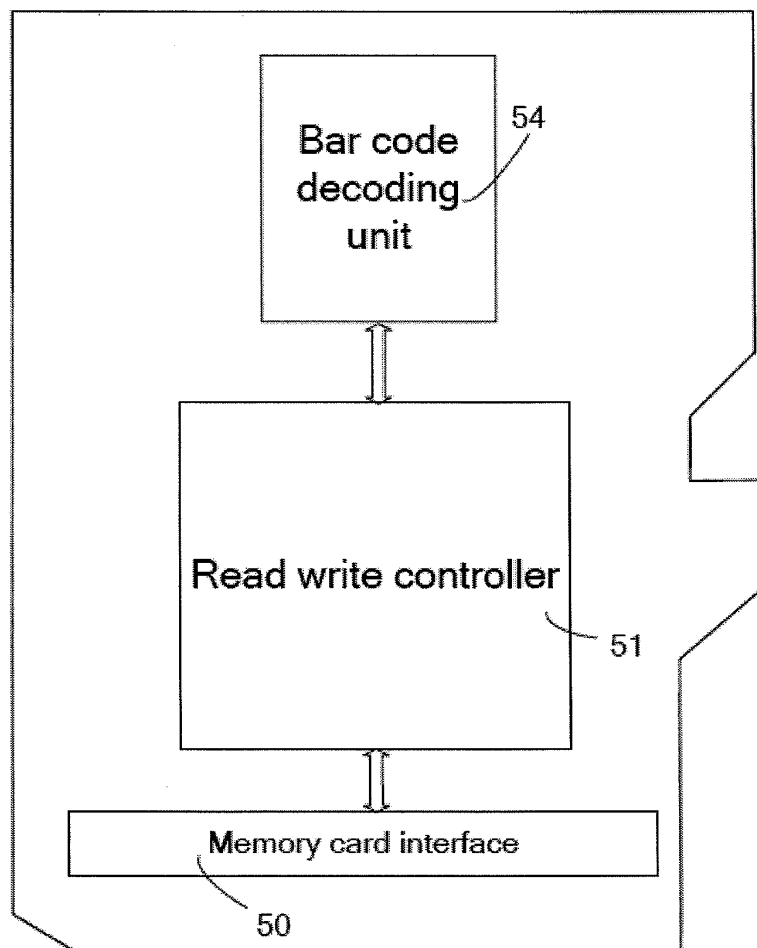 Bar code
decoding
unit
54
Read write controller
51
Memory card interface
50